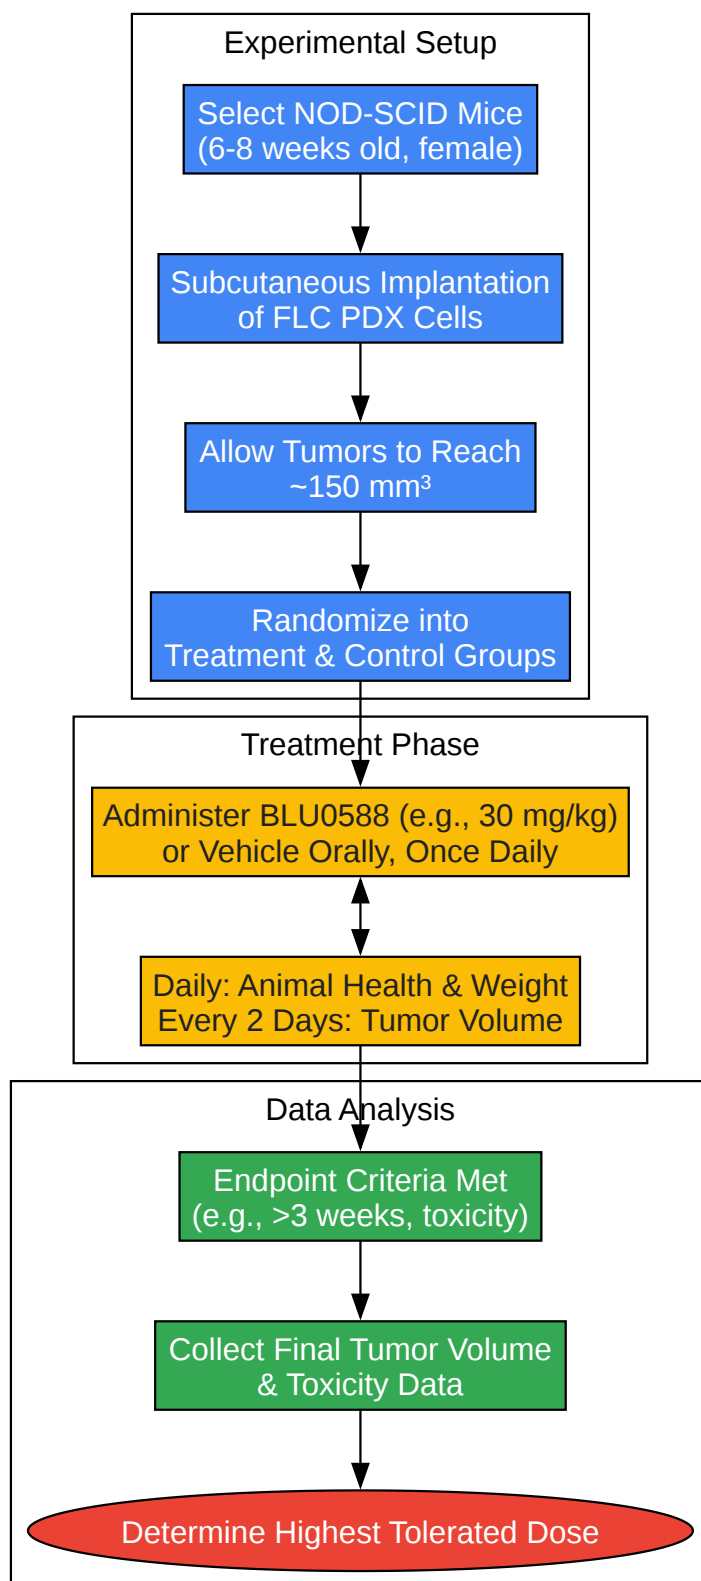 Experimental Setup
Select NOD-SCID Mice
(6-8 weeks old, female)
Subcutaneous Implantation
of FLC PDX Cells
Allow Tumors to Reach
~150 mm³
Randomize into
Treatment & Control Groups
Treatment Phase
Administer BLU0588 (e.g., 30 mg/kg)
or Vehicle Orally, Once Daily
Daily: Animal Health & Weight
Every 2 Days: Tumor Volume
Data Analysis
Endpoint Criteria Met
(e.g., >3 weeks, toxicity)
Collect Final Tumor Volume
& Toxicity Data
Determine Highest Tolerated Dose